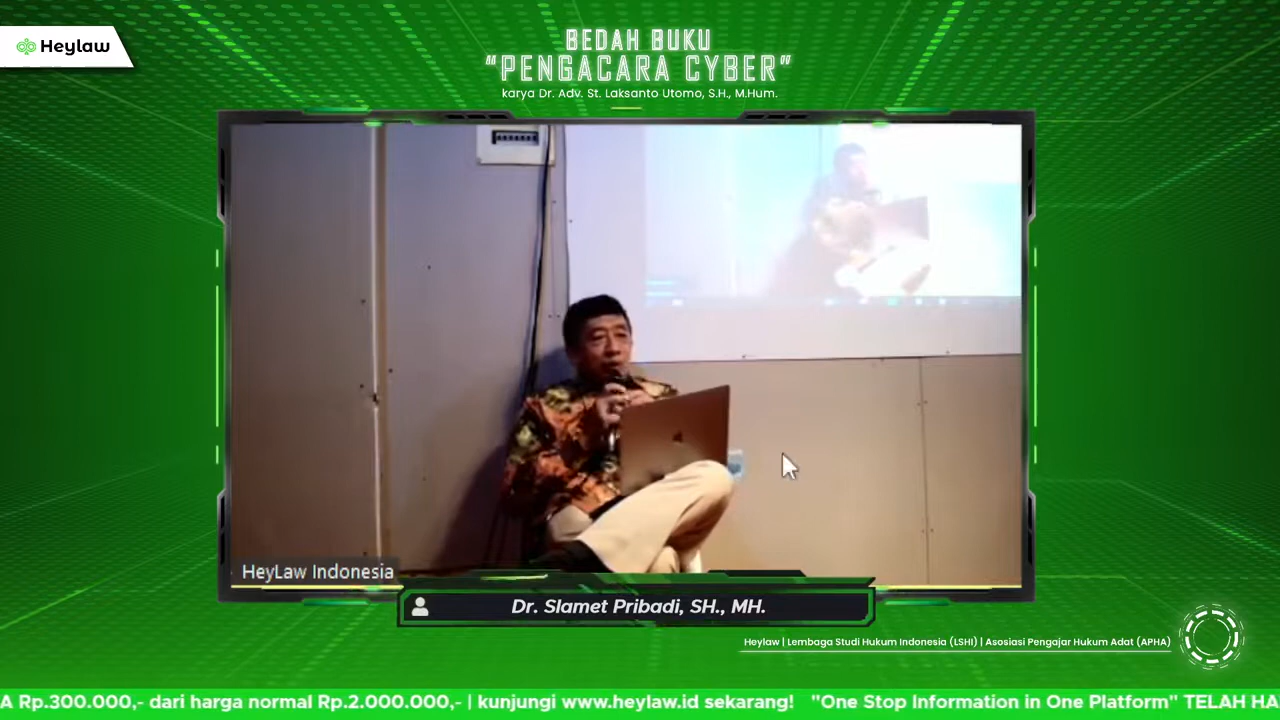 Heylaw
BEDAH BUKU
"PENGACARA CYBER"
karya Dr. Adv. St. Laksanto Utomo, S.H., M.Hum.
HeyLaw Indonesia
Dr. Slamet Pribadi, SH., MH.
Heylaw | Lembaga Studi Hukum Indonesia (LSHI) | Asosiasi Pengajar Hukum Adat (APHA)
A Rp.300.000,- dari harga normal Rp.2.000.000,- | kunjungi www.heylaw.id sekarang! "One Stop Information in One Platform" TELAH HA